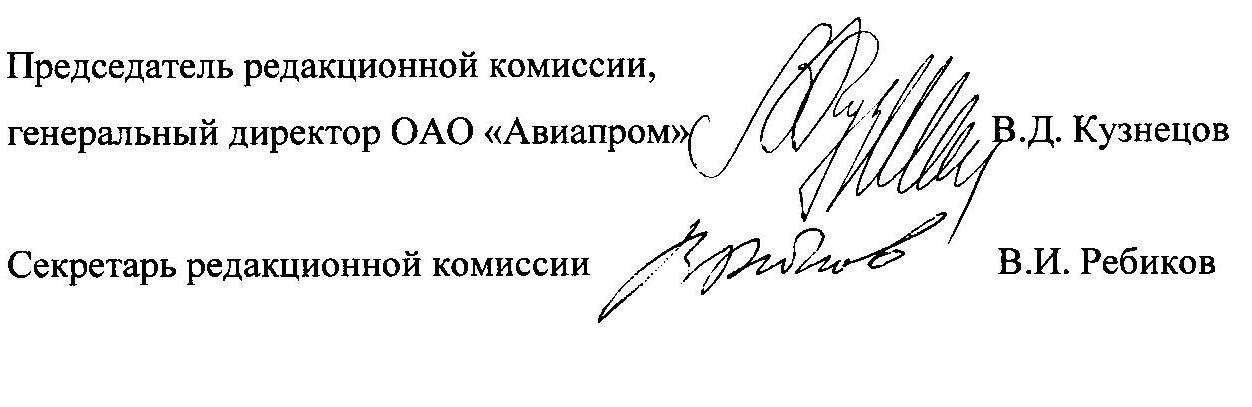 Председатель редакционной комиссии,
генеральный директор ОАО «Авиапром» В.Д. Кузнецов
Секретарь редакционной комиссии В.И. Ребиков